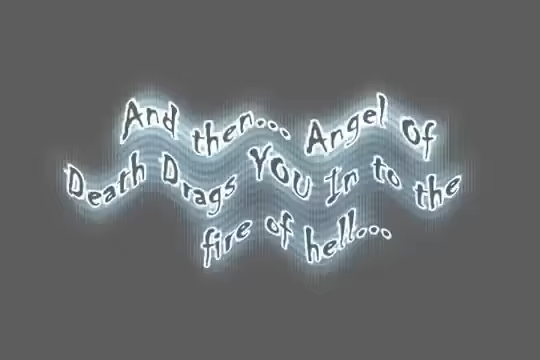 And then... Angel Of
Death Drags YOU In to the
fire of hell...